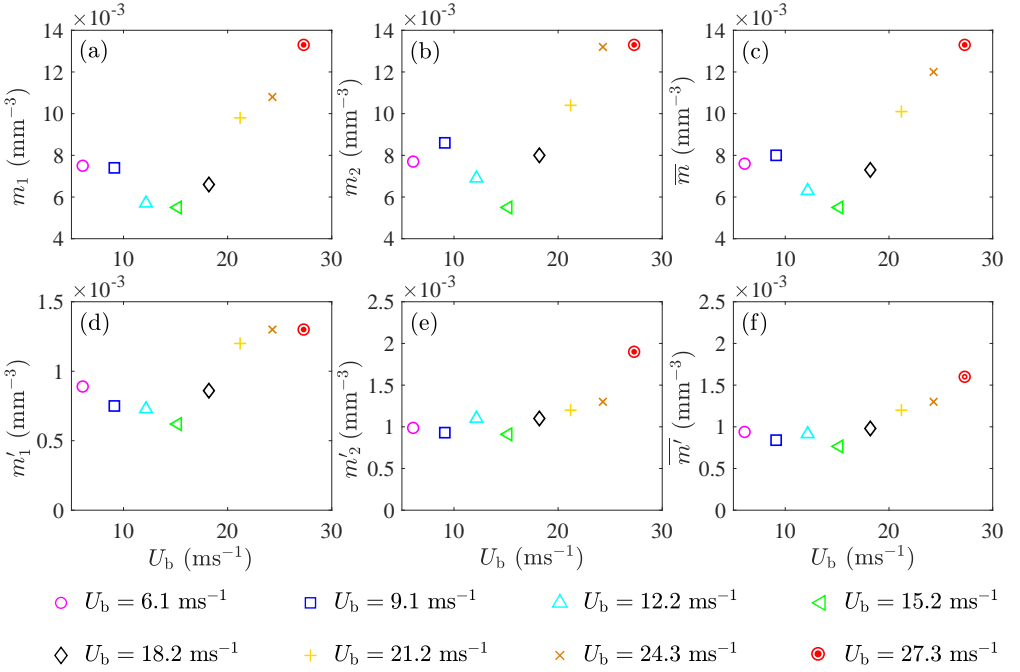 ×10⁻³ ×10⁻³ ×10⁻³
(a) (b) (c)
14 12 10 8 6 4
14 12 10 8 6 4
14 12 10 8 6 4
m₁ (mm⁻³)
m₂ (mm⁻³)
m̅ (mm⁻³)
10 20 30 10 20 30 10 20 30
×10⁻³ ×10⁻³ ×10⁻³
(d) (e) (f)
1.5 1 0.5 0
2.5 2 1.5 1 0.5 0
2.5 2 1.5 1 0.5 0
m′₁ (mm⁻³)
m′₂ (mm⁻³)
m̅′ (mm⁻³)
10 20 30 10 20 30 10 20 30
U_b (ms⁻¹) U_b (ms⁻¹) U_b (ms⁻¹)
U_b = 6.1 ms⁻¹ U_b = 9.1 ms⁻¹ U_b = 12.2 ms⁻¹ U_b = 15.2 ms⁻¹
U_b = 18.2 ms⁻¹ U_b = 21.2 ms⁻¹ U_b = 24.3 ms⁻¹ U_b = 27.3 ms⁻¹